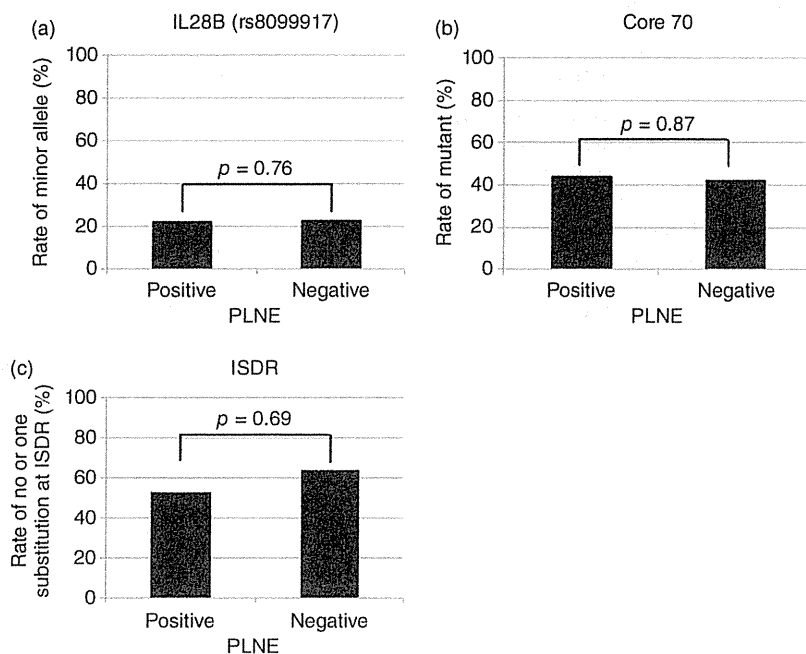 (a)
IL28B (rs8099917)
Rate of minor allele (%)
100
80
60
40
20
0
p = 0.76
Positive
Negative
PLNE
(b)
Core 70
Rate of mutant (%)
100
80
60
40
20
0
p = 0.87
Positive
Negative
PLNE
(c)
ISDR
Rate of no or one
substitution at ISDR (%)
100
80
60
40
20
0
p = 0.69
Positive
Negative
PLNE